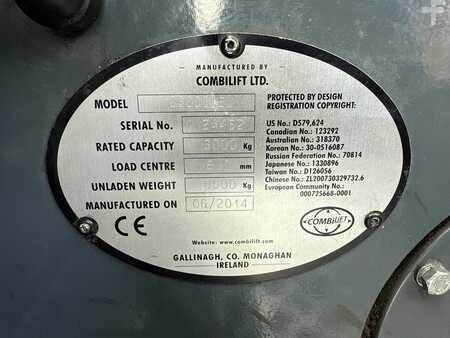 MANUFACTURED BY
COMBILIFT LTD.
MODEL
SERIAL No.
RATED CAPACITY Kg
LOAD CENTRE mm
UNLADEN WEIGHT Kg
MANUFACTURED ON 06/2014
CE
PROTECTED BY DESIGN
REGISTRATION COPYRIGHT:
US No.: D579,624
Canadian No.: 123292
Australian No.: 318370
Korean No.: 30-0516087
Russian Federation No.: 70814
Japanese No.: 1330896
Taiwan No.: D126056
Chinese No.: ZL200730329732.6
European Community No.:
000725668-0001
COMBiLiFT
Website: www.combilift.com
GALLINAGH, CO. MONAGHAN
IRELAND